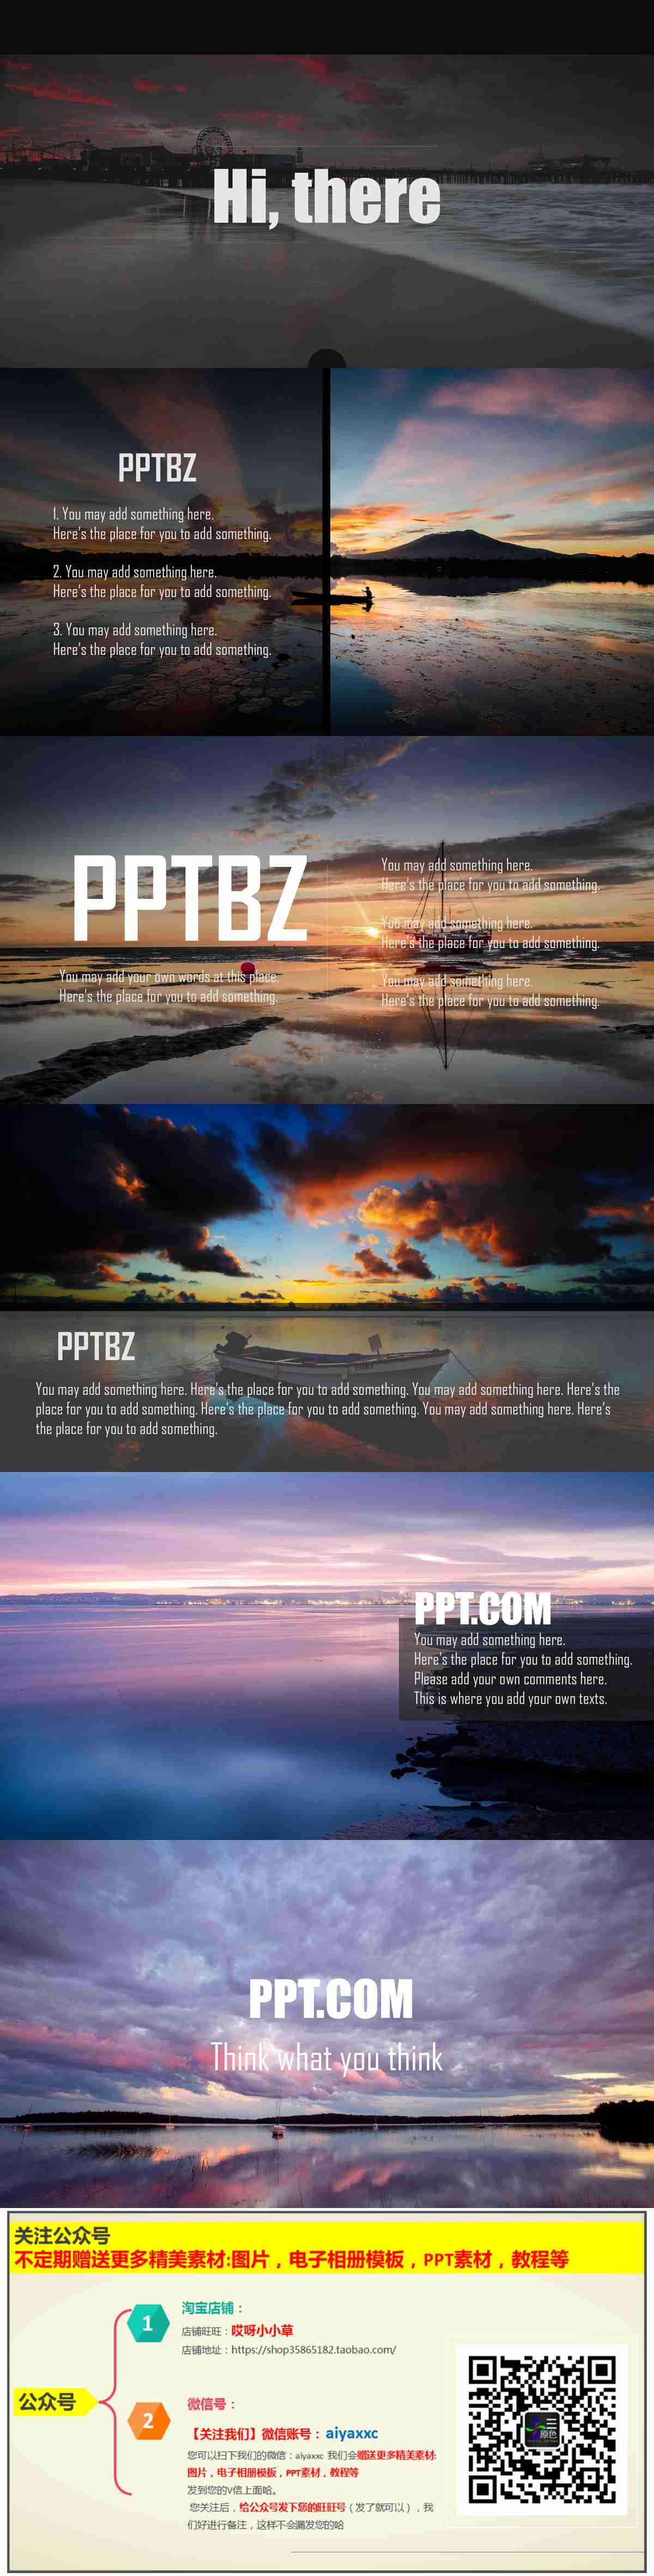 Hi, there
PPTBZ
1. You may add something here.
Here's the place for you to add something.
2. You may add something here.
Here's the place for you to add something.
3. You may add something here.
Here's the place for you to add something.
PPTBZ
You may add your own words at this place.
Here's the place for you to add something.
You may add something here.
Here's the place for you to add something.
You may add something here.
Here's the place for you to add something.
You may add something here.
Here's the place for you to add something.
PPTBZ
You may add something here. Here's the place for you to add something. You may add something here. Here's the
place for you to add something. Here's the place for you to add something. You may add something here. Here's
the place for you to add something.
PPT.COM
You may add something here.
Here's the place for you to add something.
Please add your own comments here.
This is where you add your own texts.
PPT.COM
Think what you think
关注公众号
不定期赠送更多精美素材:图片，电子相册模板，PPT素材，教程等
公众号
1
淘宝店铺：
店铺旺旺：哎呀小小草
店铺地址：https://shop35865182.taobao.com/
2
微信号：
【关注我们】微信账号：aiyaxxc
您可以扫下我们的微信：aiyaxxc 我们会赠送更多精美素材:
图片，电子相册模板，PPT素材，教程等
发到您的v信上面哈。
您关注后，给公众号发下您的旺旺号（发了就可以），我
们好进行备注，这样不会漏发您的哈
三
原色